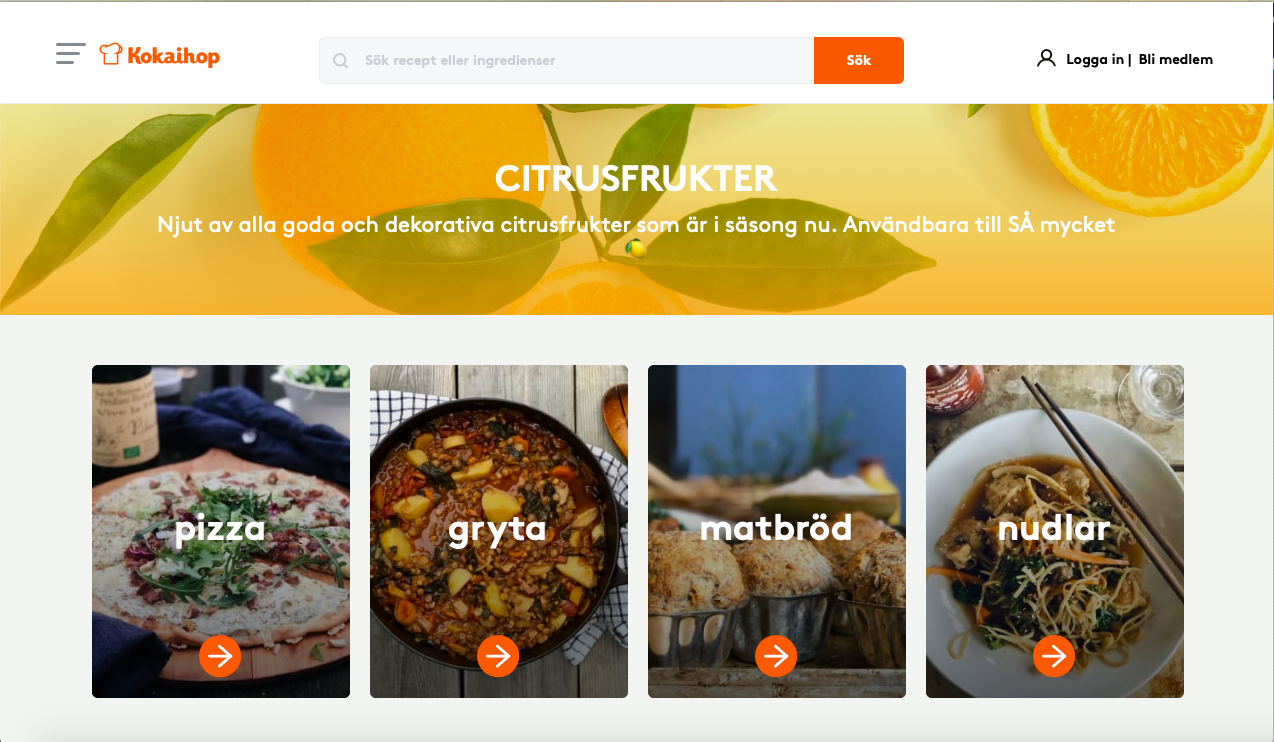 Kokaihop
Sök recept eller ingredienser
Sök
Logga in | Bli medlem
CITRUSFRUKTER
Njut av alla goda och dekorativa citrusfrukter som är i säsong nu. Användbara till SÅ mycket
🍋
pizza
gryta
matbröd
nudlar